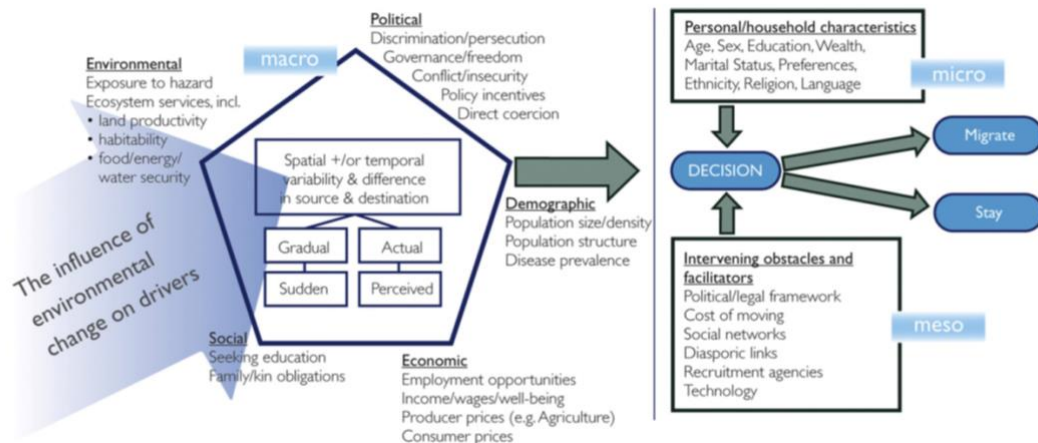 Political
Discrimination/persecution
Governance/freedom
Conflict/insecurity
Policy incentives
Direct coercion
macro
Environmental
Exposure to hazard
Ecosystem services, incl.
• land productivity
• habitability
• food/energy/
water security
Spatial +/or temporal
variability & difference
in source & destination
Gradual
Actual
Sudden
Perceived
The influence of
environmental
change on drivers
Demographic
Population size/density
Population structure
Disease prevalence
Social
Seeking education
Family/kin obligations
Economic
Employment opportunities
Income/wages/well-being
Producer prices (e.g. Agriculture)
Consumer prices
Personal/household characteristics
Age, Sex, Education, Wealth,
Marital Status, Preferences,
Ethnicity, Religion, Language
micro
DECISION
Migrate
Stay
Intervening obstacles and
facilitators
Political/legal framework
Cost of moving
Social networks
Diasporic links
Recruitment agencies
Technology
meso